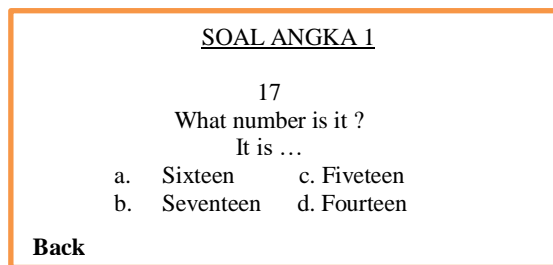 SOAL ANGKA 1
17
What number is it ?
It is …
a. Sixteen c. Fiveteen
b. Seventeen d. Fourteen
Back